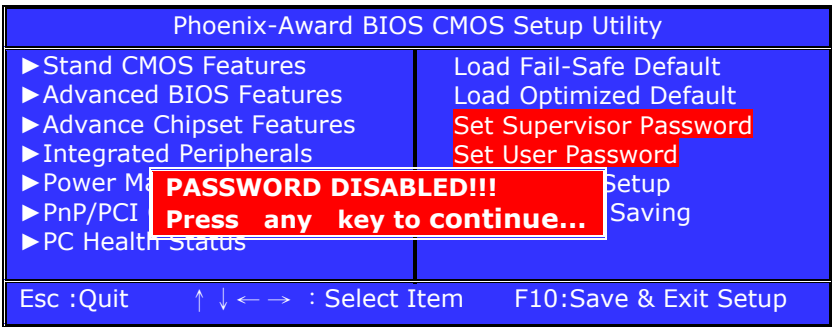 Phoenix-Award BIOS CMOS Setup Utility
►Stand CMOS Features
►Advanced BIOS Features
►Advance Chipset Features
►Integrated Peripherals
►Power Ma
►PnP/PCI
►PC Health Status
Load Fail-Safe Default
Load Optimized Default
Set Supervisor Password
Set User Password
Setup
Saving
PASSWORD DISABLED!!!
Press any key to continue...
Esc :Quit ↑↓←→ :Select Item F10:Save & Exit Setup